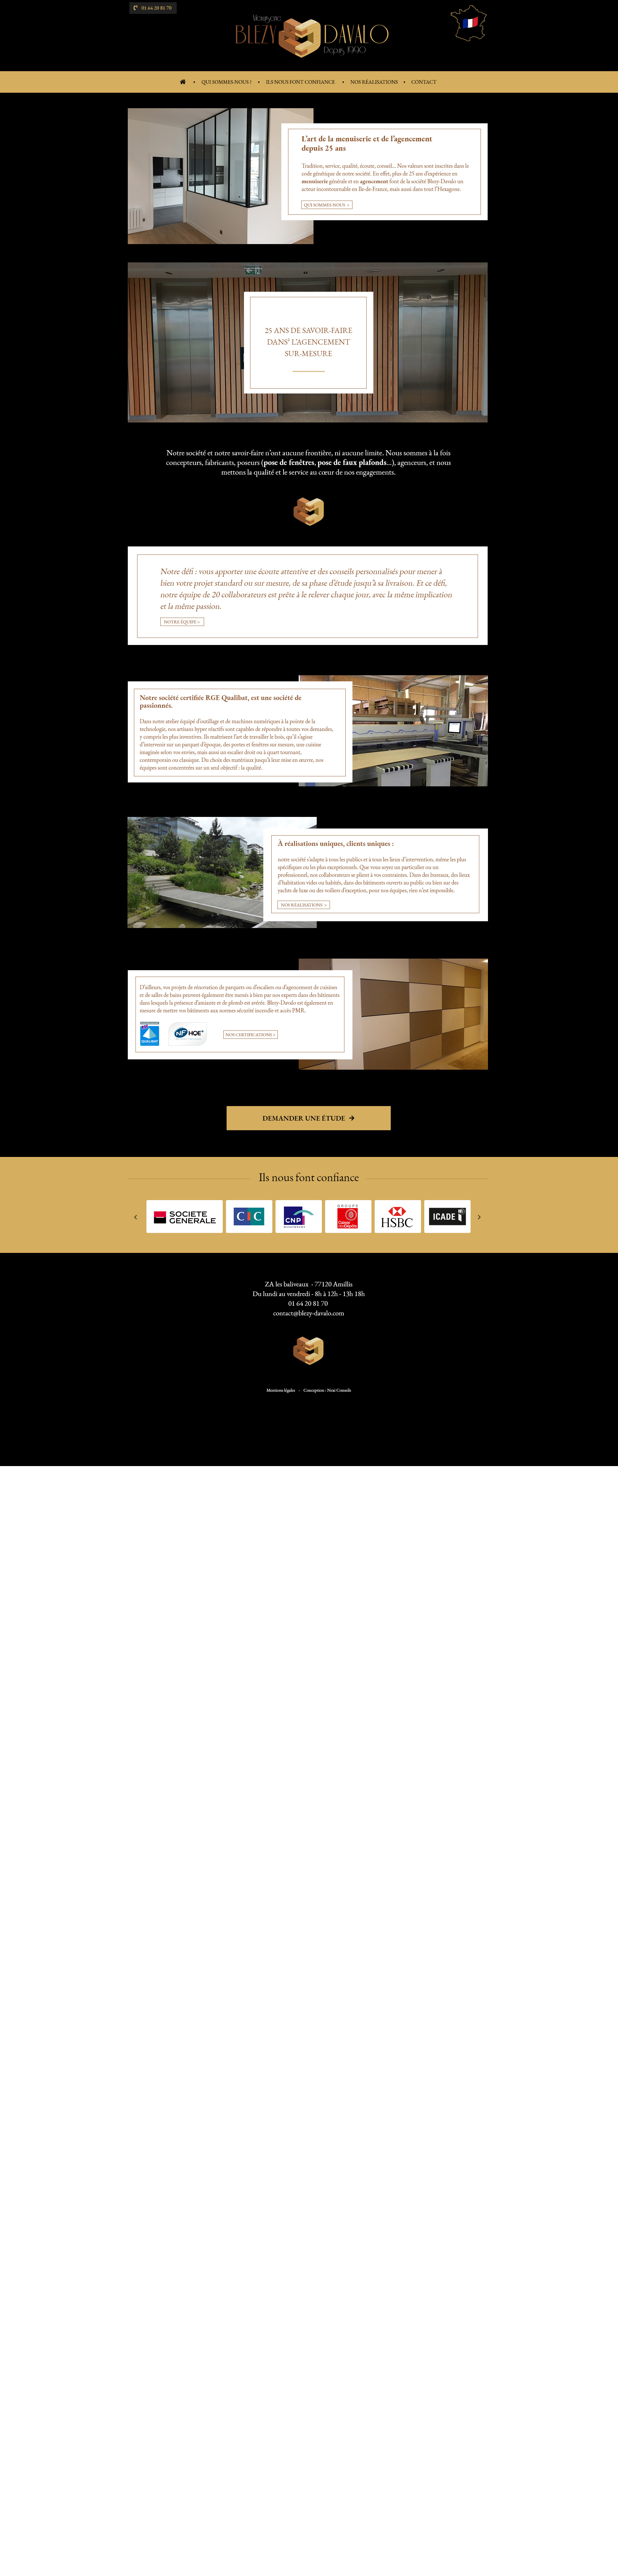 01 64 20 81 70
Menuiserie
BLEZY DAVALO
Depuis 1990
QUI SOMMES-NOUS ? • ILS NOUS FONT CONFIANCE • NOS RÉALISATIONS • CONTACT
L'art de la menuiserie et de l'agencement
depuis 25 ans
Tradition, service, qualité, écoute, conseil... Nos valeurs sont inscrites dans le
code génétique de notre société. En effet, plus de 25 ans d'expérience en
menuiserie générale et en agencement font de la société Blezy-Davalo un
acteur incontournable en Ile-de-France, mais aussi dans tout l'Hexagone.
QUI SOMMES-NOUS >
25 ANS DE SAVOIR-FAIRE
DANS L'AGENCEMENT
SUR-MESURE
Notre société et notre savoir-faire n'ont aucune frontière, ni aucune limite. Nous sommes à la fois
concepteurs, fabricants, poseurs (pose de fenêtres, pose de faux plafonds...), agenceurs, et nous
mettons la qualité et le service au cœur de nos engagements.
Notre défi : vous apporter une écoute attentive et des conseils personnalisés pour mener à
bien votre projet standard ou sur mesure, de sa phase d'étude jusqu'à sa livraison. Et ce défi,
notre équipe de 20 collaborateurs est prête à le relever chaque jour, avec la même implication
et la même passion.
NOTRE ÉQUIPE >
Notre société certifiée RGE Qualibat, est une société de
passionnés.
Dans notre atelier équipé d'outillage et de machines numériques à la pointe de la
technologie, nos artisans hyper réactifs sont capables de répondre à toutes vos demandes,
y compris les plus inventives. Ils maîtrisent l'art de travailler le bois, qu'il s'agisse
d'intervenir sur un parquet d'époque, des portes et fenêtres sur mesure, une cuisine
imaginée selon vos envies, mais aussi un escalier droit ou à quart tournant,
contemporain ou classique. Du choix des matériaux jusqu'à leur mise en œuvre, nos
équipes sont concentrées sur un seul objectif : la qualité.
À réalisations uniques, clients uniques :
notre société s'adapte à tous les publics et à tous les lieux d'intervention, même les plus
spécifiques ou les plus exceptionnels. Que vous soyez un particulier ou un
professionnel, nos collaborateurs se plient à vos contraintes. Dans des bureaux, des lieux
d'habitation vides ou habités, dans des bâtiments ouverts au public ou bien sur des
yachts de luxe ou des voiliers d'exception, pour nos équipes, rien n'est impossible.
NOS RÉALISATIONS >
D'ailleurs, vos projets de rénovation de parquets ou d'escaliers ou d'agencement de cuisines
et de salles de bains peuvent également être menés à bien par nos experts dans des bâtiments
dans lesquels la présence d'amiante et de plomb est avérée. Blezy-Davalo est également en
mesure de mettre vos bâtiments aux normes sécurité incendie et accès PMR.
QUALIBAT
NF HQE
NOS CERTIFICATIONS >
DEMANDER UNE ÉTUDE
Ils nous font confiance
SOCIETE GENERALE
CIC
CNP
GROUPE
Caisse des Dépôts
HSBC
ICADE
ZA les baliveaux - 77120 Amillis
Du lundi au vendredi - 8h à 12h - 13h 18h
01 64 20 81 70
contact@blezy-davalo.com
Mentions légales - Conception : Nexi Conseils